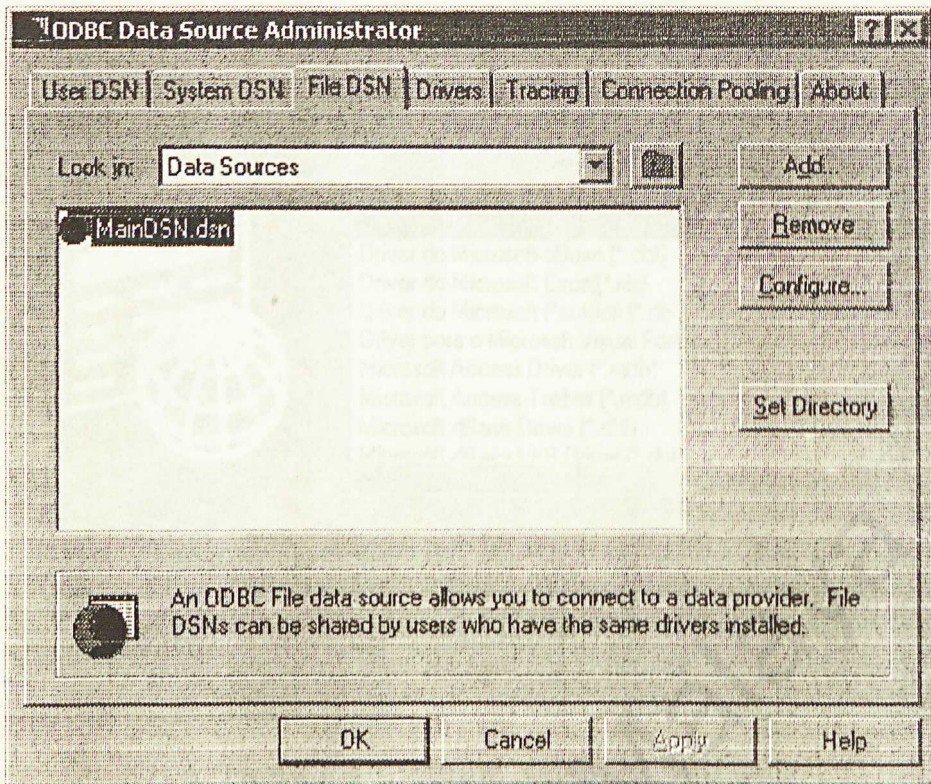 ODBC Data Source Administrator
User DSN System DSN File DSN Drivers Tracing Connection Pooling About
Look in: Data Sources
Add...
MainDSN.dsn
Remove
Configure...
Set Directory
An ODBC File data source allows you to connect to a data provider. File
DSNs can be shared by users who have the same drivers installed.
OK Cancel Apply Help